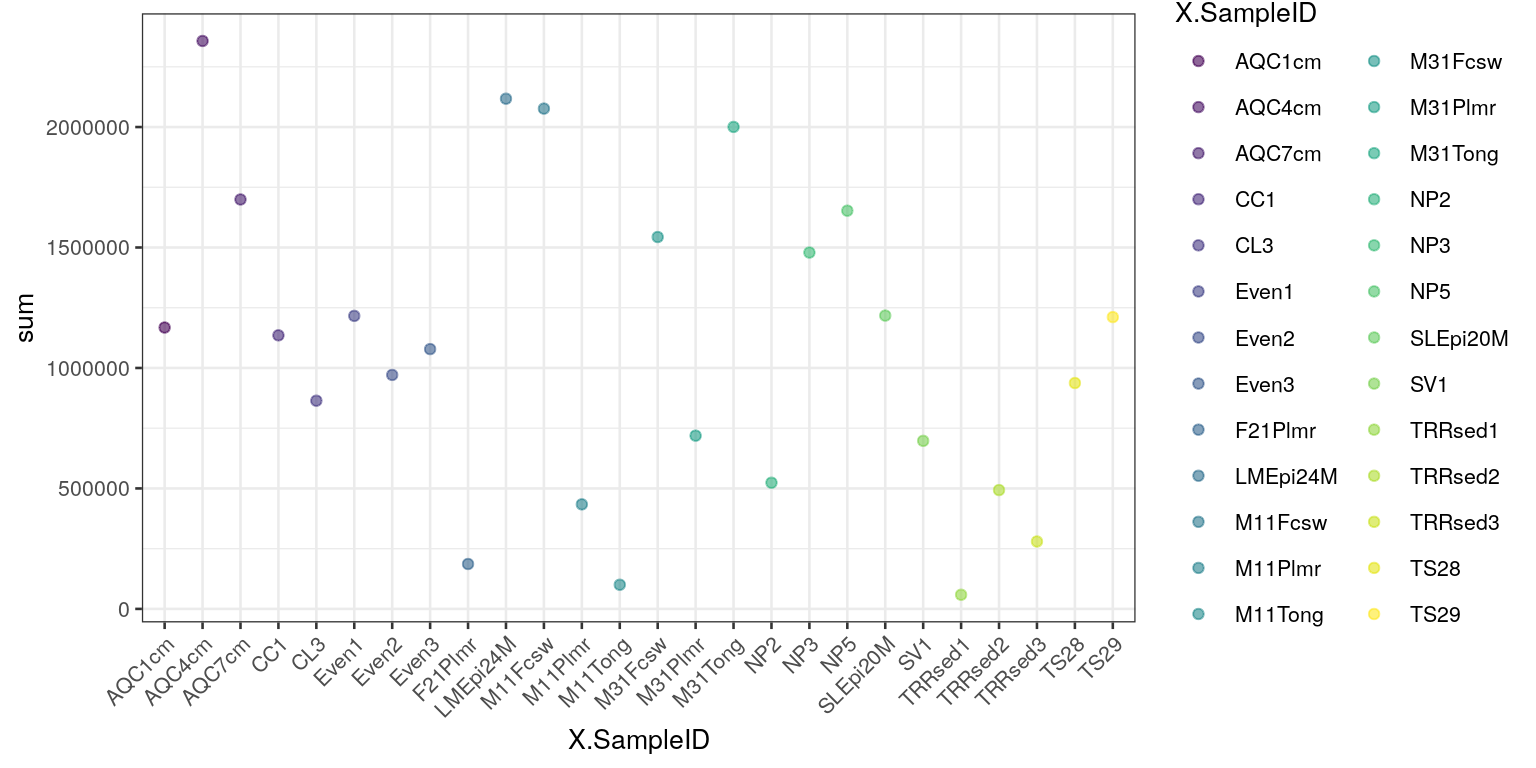 X.SampleID
AQC1cm M31Fcsw
AQC4cm M31Plmr
AQC7cm M31Tong
CC1 NP2
CL3 NP3
Even1 NP5
Even2 SLEpi20M
Even3 SV1
F21Plmr TRRsed1
LMEpi24M TRRsed2
M11Fcsw TRRsed3
M11Plmr TS28
M11Tong TS29
sum
2000000
1500000
1000000
500000
0
AQC1cm AQC4cm AQC7cm CC1 CL3 Even1 Even2 Even3 F21Plmr LMEpi24M M11Fcsw M11Plmr M11Tong M31Fcsw M31Plmr M31Tong NP2 NP3 NP5 SLEpi20M SV1 TRRsed1 TRRsed2 TRRsed3 TS28 TS29
X.SampleID